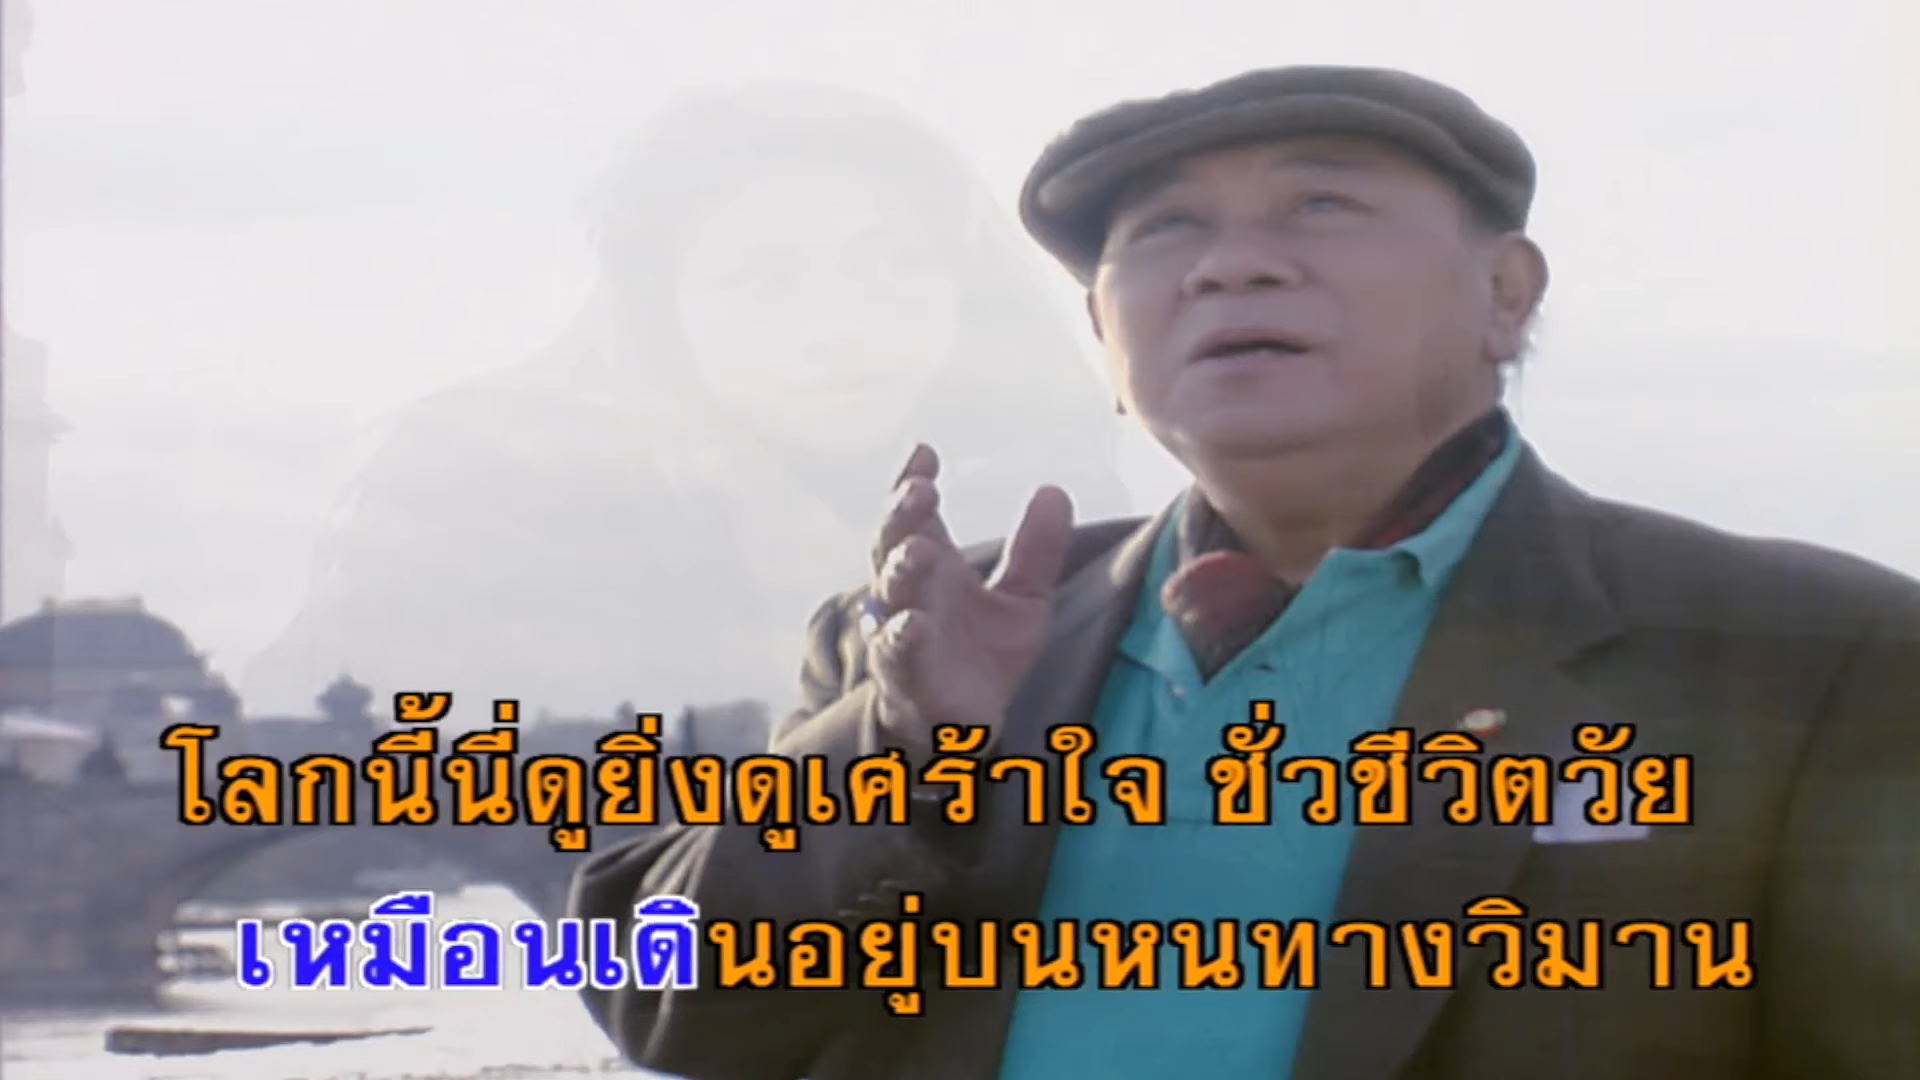 โลกนี้นี่ดูยิ่งดูเศร้าใจ ชั่วชีวิตวัย
เหมือนเดินอยู่บนหนทางวิมาน